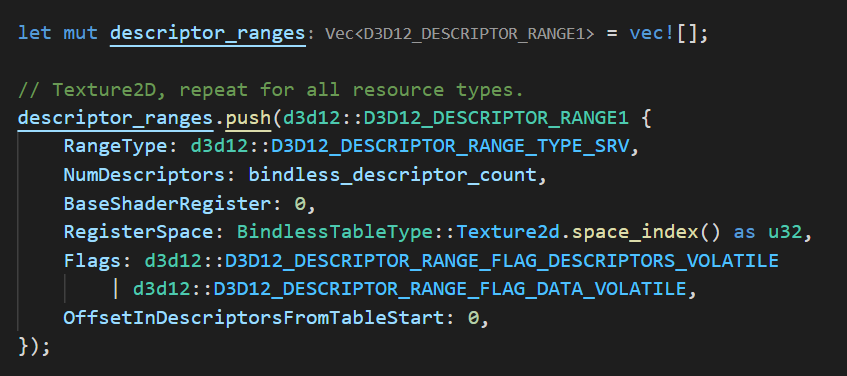 let mut descriptor_ranges: Vec<D3D12_DESCRIPTOR_RANGE1> = vec![];
// Texture2D, repeat for all resource types.
descriptor_ranges.push(d3d12::D3D12_DESCRIPTOR_RANGE1 {
    RangeType: d3d12::D3D12_DESCRIPTOR_RANGE_TYPE_SRV,
    NumDescriptors: bindless_descriptor_count,
    BaseShaderRegister: 0,
    RegisterSpace: BindlessTableType::Texture2d.space_index() as u32,
    Flags: d3d12::D3D12_DESCRIPTOR_RANGE_FLAG_DESCRIPTORS_VOLATILE
        | d3d12::D3D12_DESCRIPTOR_RANGE_FLAG_DATA_VOLATILE,
    OffsetInDescriptorsFromTableStart: 0,
});